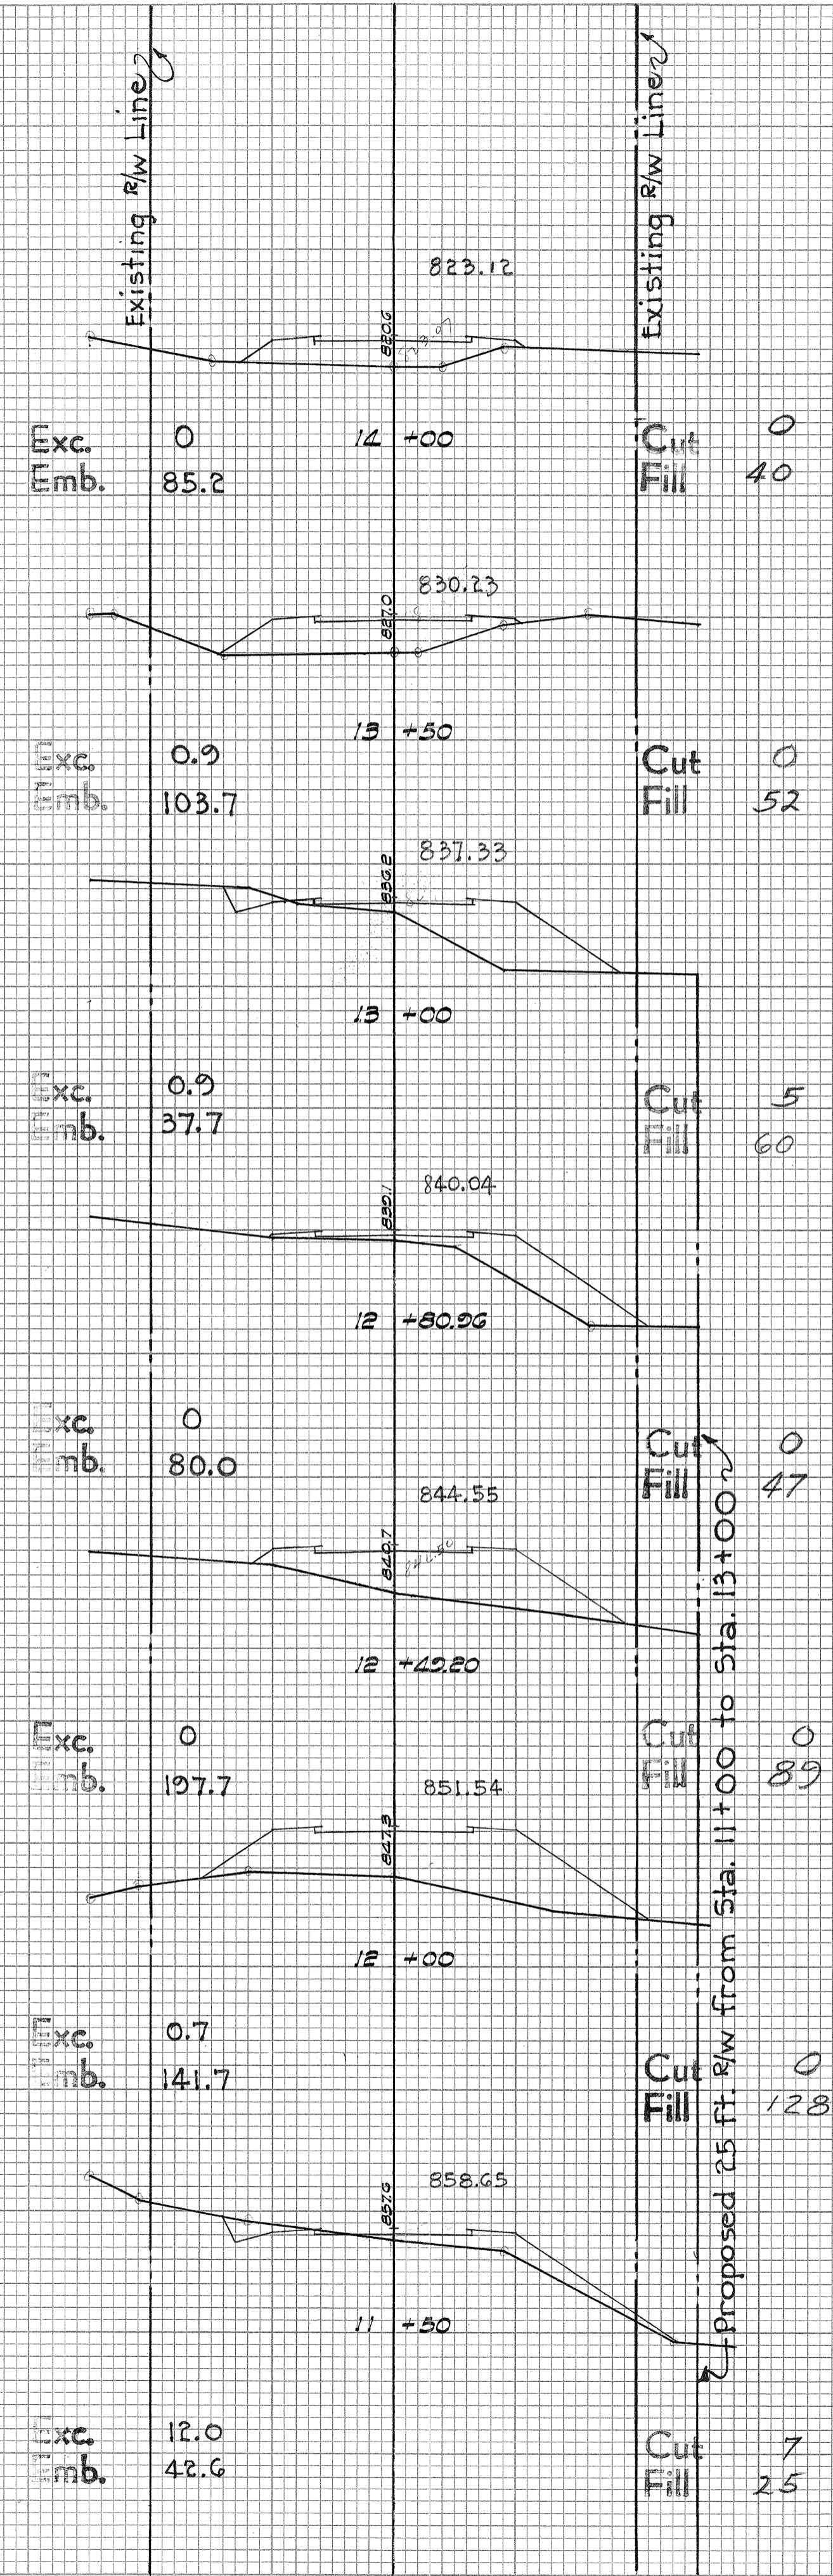 Existing R/W Line
Existing R/W Line
823.12
820.6
14 +00
Exc. 0
Emb. 85.2
Cut 0
Fill 40
830.23
827.0
13 +50
Exc. 0.9
Emb. 103.7
Cut 0
Fill 52
837.33
836.2
13 +00
Exc. 0.9
Emb. 37.7
Cut 5
Fill 60
840.04
839.1
12 +80.96
Exc. 0
Emb. 80.0
Cut 0
Fill 47
844.55
840.7
12 +49.20
Exc. 0
Emb. 197.7
Cut 0
Fill 89
851.54
847.3
12 +00
Exc. 0.7
Emb. 141.7
Cut 0
Fill 128
Proposed 25 ft. R/W from Sta. 11+00 to Sta. 13+00
858.65
857.6
11 +50
Exc. 12.0
Emb. 42.6
Cut 7
Fill 25